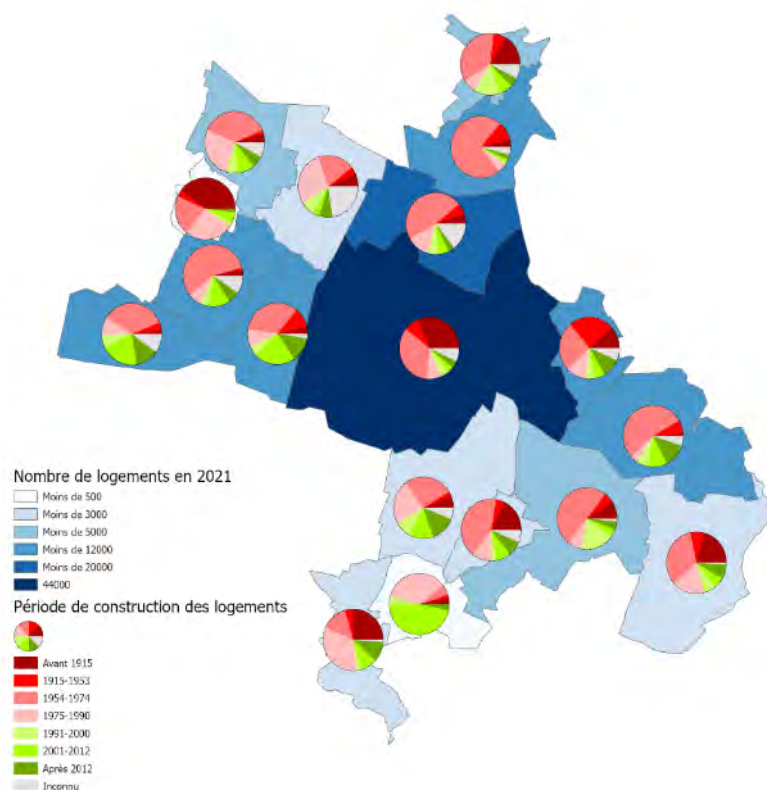 Nombre de logements en 2021
Moins de 500
Moins de 3000
Moins de 5000
Moins de 12000
Moins de 20000
44000
Période de construction des logements
Avant 1915
1915-1953
1954-1974
1975-1990
1991-2000
2001-2012
Après 2012
Inconnu